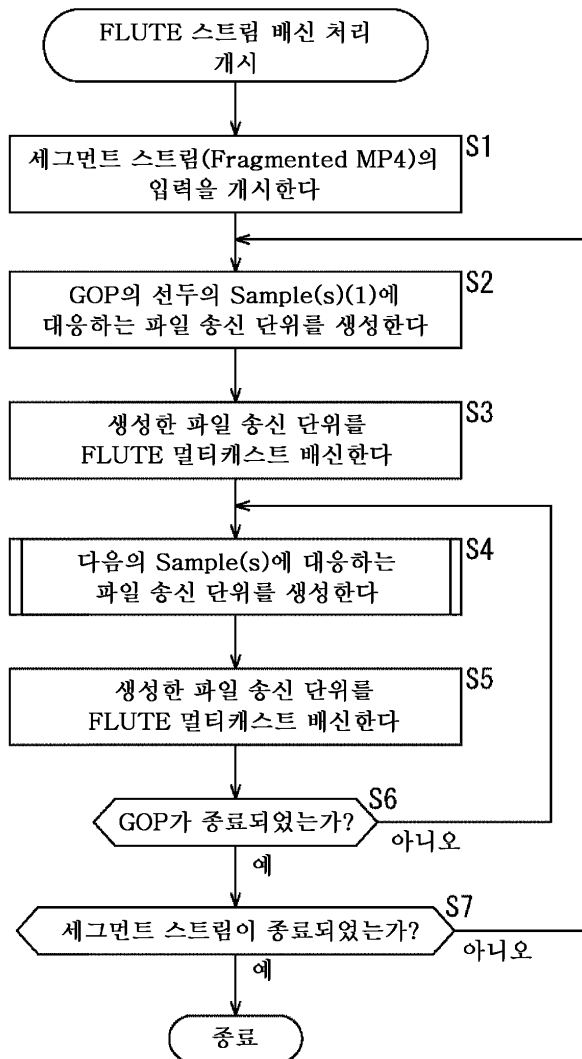 FLUTE 스트림 배신 처리
개시
S1
세그먼트 스트림(Fragmented MP4)의
입력을 개시한다
S2
GOP의 선두의 Sample(s)(1)에
대응하는 파일 송신 단위를 생성한다
S3
생성한 파일 송신 단위를
FLUTE 멀티캐스트 배신한다
S4
다음의 Sample(s)에 대응하는
파일 송신 단위를 생성한다
S5
생성한 파일 송신 단위를
FLUTE 멀티캐스트 배신한다
S6
GOP가 종료되었는가?
아니오
예
S7
세그먼트 스트림이 종료되었는가?
아니오
예
종료